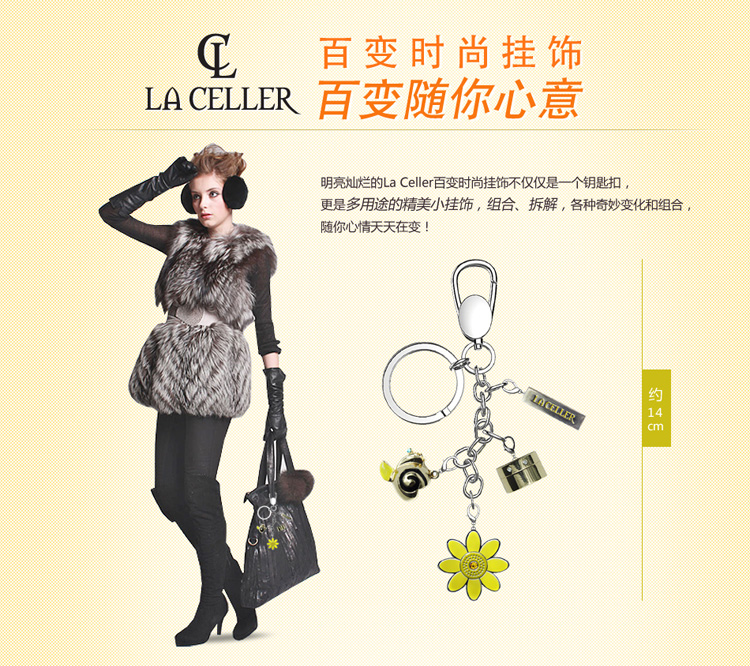 CL
LA CELLER
百变时尚挂饰
百变随你心意
明亮灿烂的La Celler百变时尚挂饰不仅仅是一个钥匙扣，
更是多用途的精美小挂饰，组合、拆解，各种奇妙变化和组合，
随你心情天天在变！
LA CELLER
约
14
cm